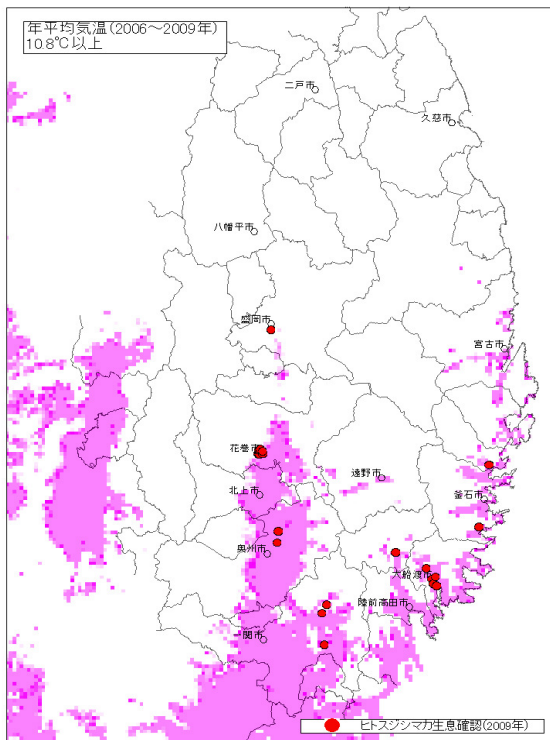 年平均気温(2006～2009年)
10.8℃以上
二戸市
久慈市
八幡平市
盛岡市
宮古市
花巻市
遠野市
北上市
釜石市
奥州市
大船渡市
陸前高田市
一関市
ヒトスジシマカ生息確認(2009年)